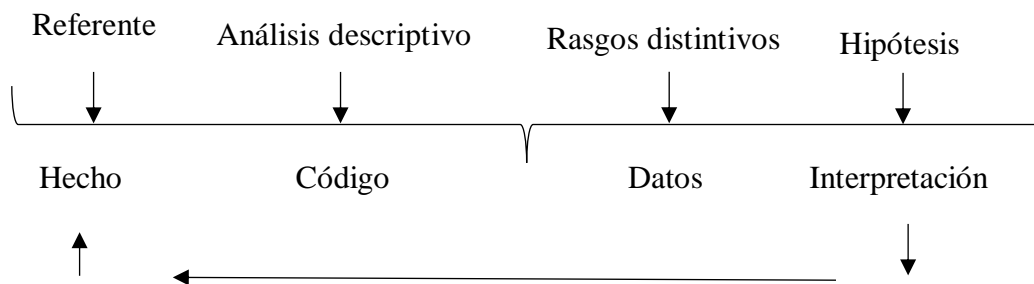 Referente Análisis descriptivo Rasgos distintivos Hipótesis
Hecho Código Datos Interpretación